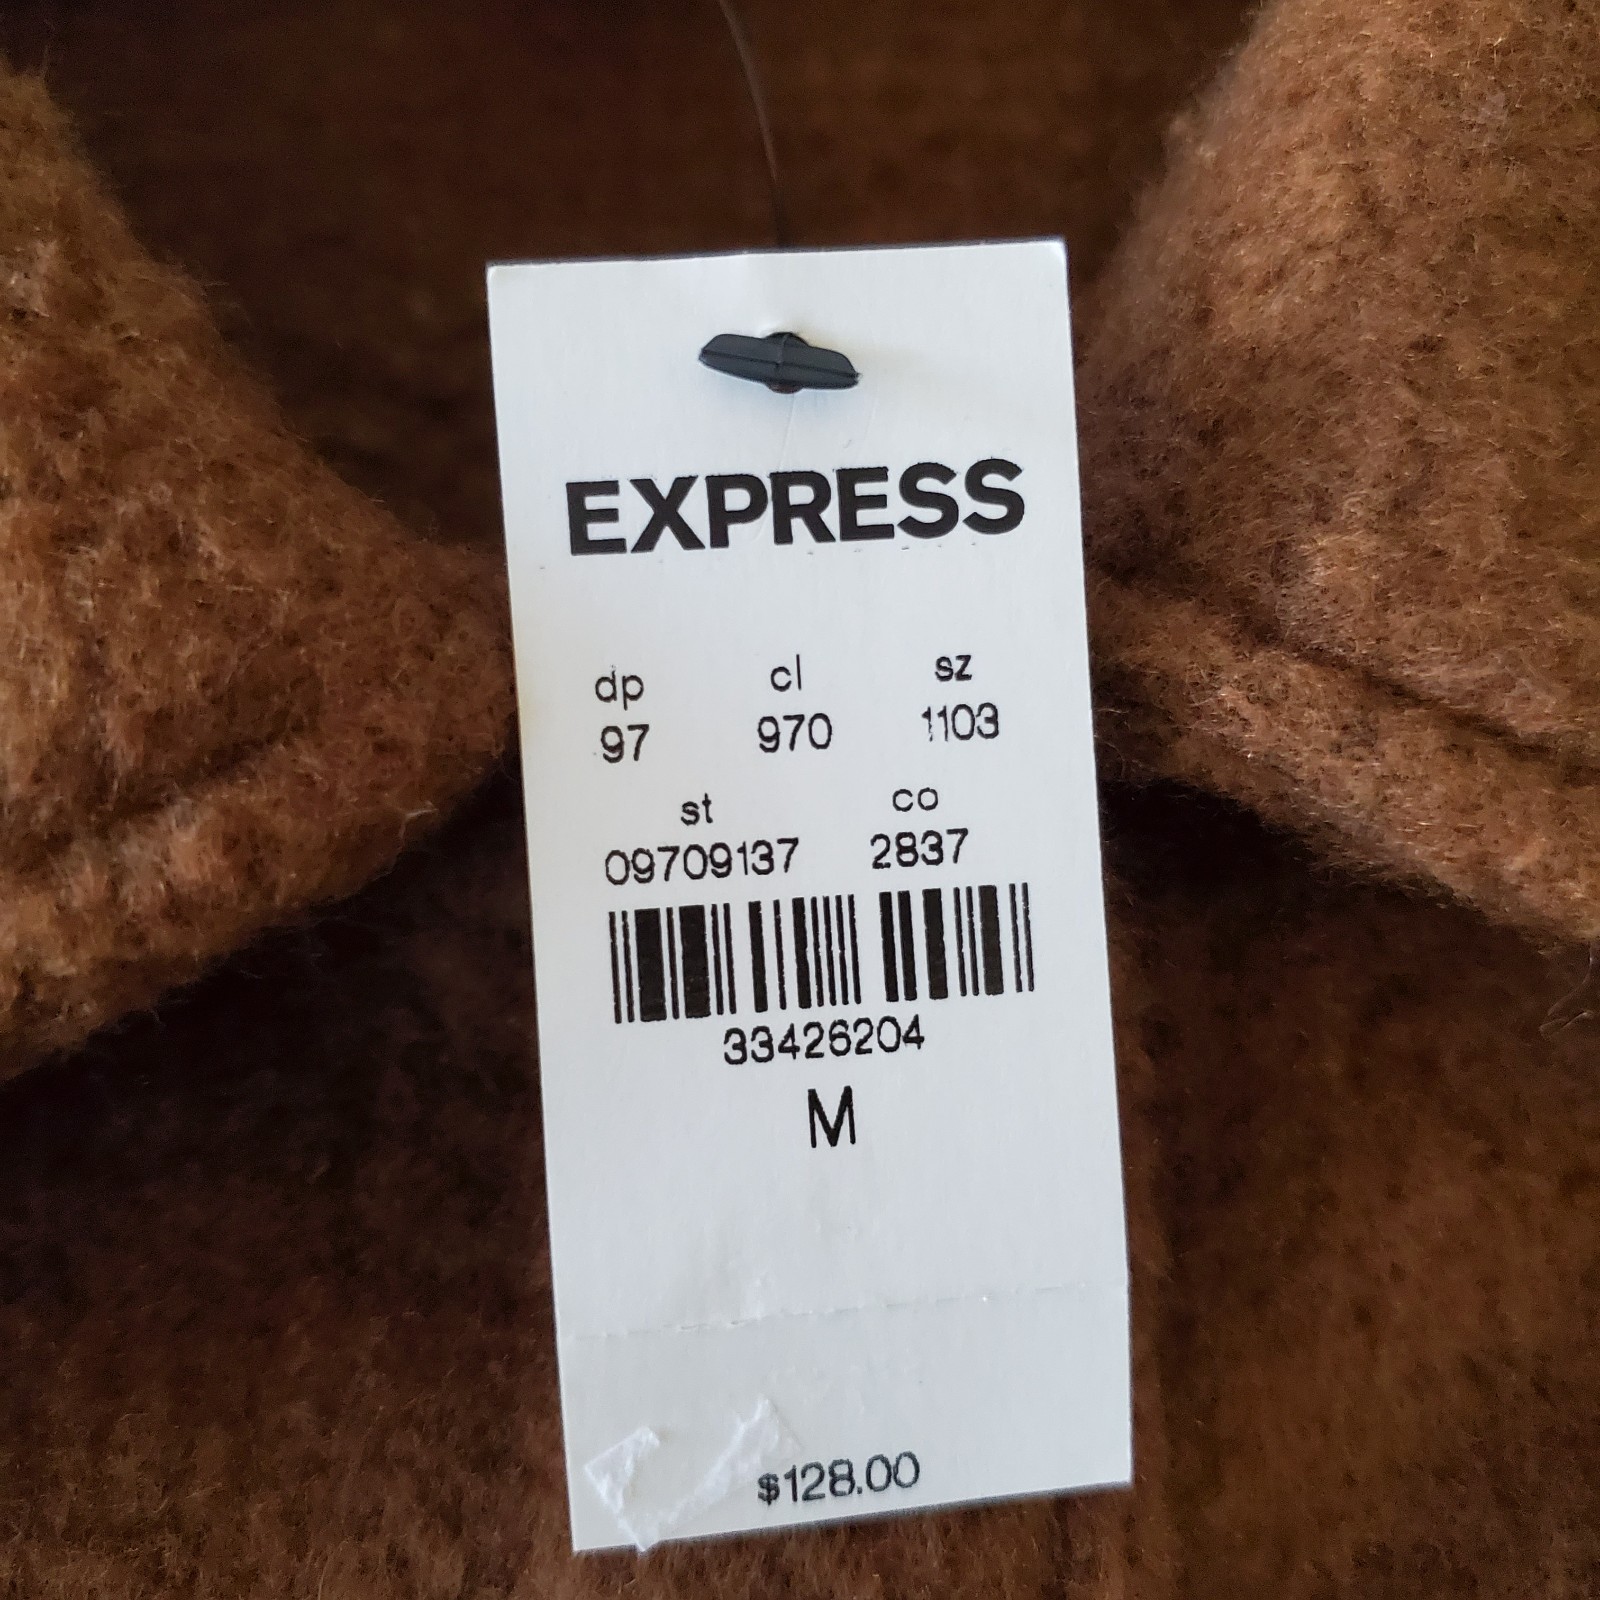 EXPRESS
dp cl sz
97 970 1103
st co
09709137 2837
33426204
M
$128.00